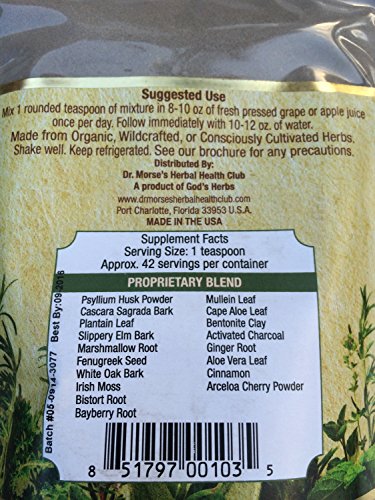 Suggested Use
Mix 1 rounded teaspoon of mixture in 8-10 oz of fresh pressed grape or apple juice
once per day. Follow immediately with 10-12 oz. of water.
Made from Organic, Wildcrafted, or Consciously Cultivated Herbs.
Shake well. Keep refrigerated. See our brochure for any precautions.
Distributed By:
Dr. Morse's Herbal Health Club
A product of God's Herbs
www.drmorsesherbalhealthclub.com
Port Charlotte, Florida 33953 U.S.A.
MADE IN THE USA
Supplement Facts
Serving Size: 1 teaspoon
Approx. 42 servings per container
PROPRIETARY BLEND
Psyllium Husk Powder
Cascara Sagrada Bark
Plantain Leaf
Slippery Elm Bark
Marshmallow Root
Fenugreek Seed
White Oak Bark
Irish Moss
Bistort Root
Bayberry Root
Mullein Leaf
Cape Aloe Leaf
Bentonite Clay
Activated Charcoal
Ginger Root
Aloe Vera Leaf
Cinnamon
Arceloa Cherry Powder
Batch #05-0914-3077 Best By:09-2016
8 51797 00103 5